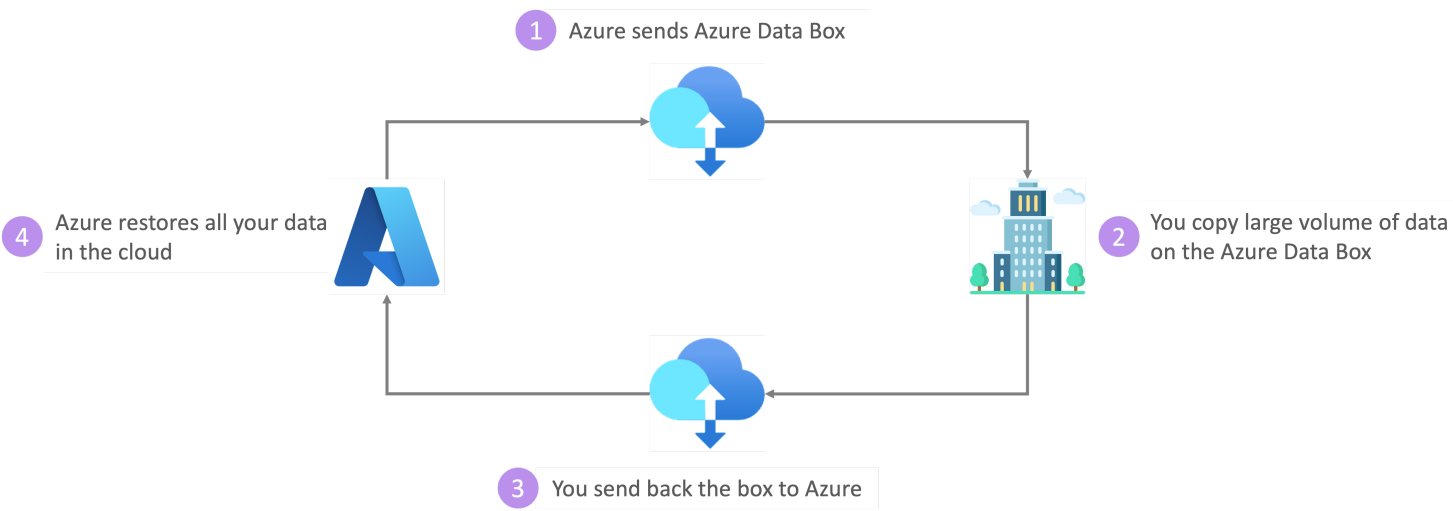 1 Azure sends Azure Data Box
2 You copy large volume of data
on the Azure Data Box
3 You send back the box to Azure
4 Azure restores all your data
in the cloud